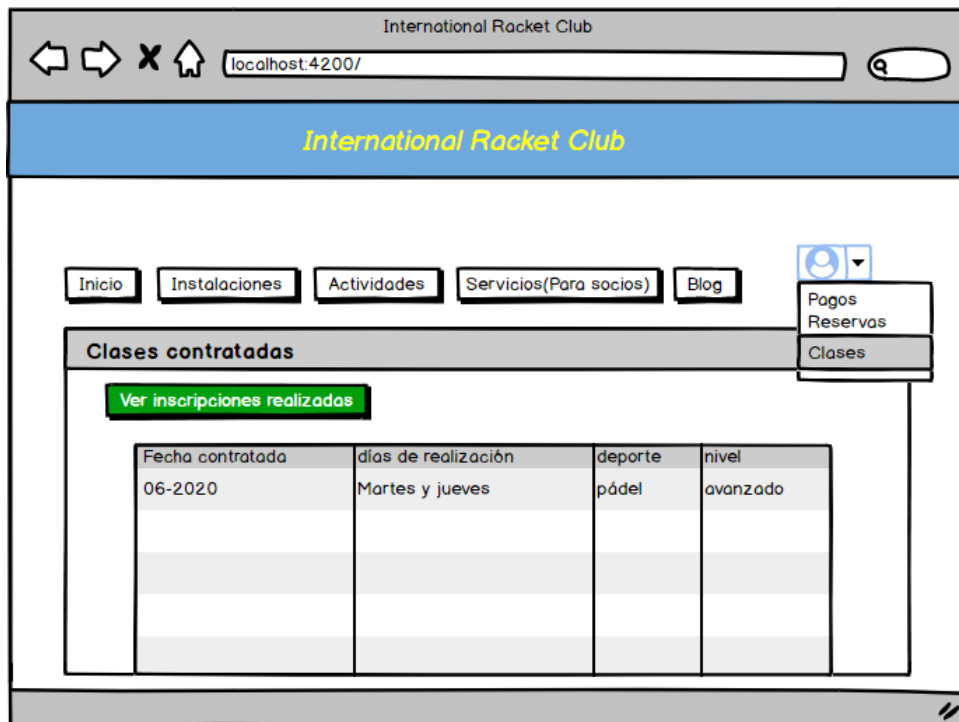 International Racket Club
localhost:4200/
International Racket Club
Inicio Instalaciones Actividades Servicios(Para socios) Blog
Pagos
Reservas
Clases
Clases contratadas
Ver inscripciones realizadas
Fecha contratada días de realización deporte nivel
06-2020 Martes y jueves pádel avanzado